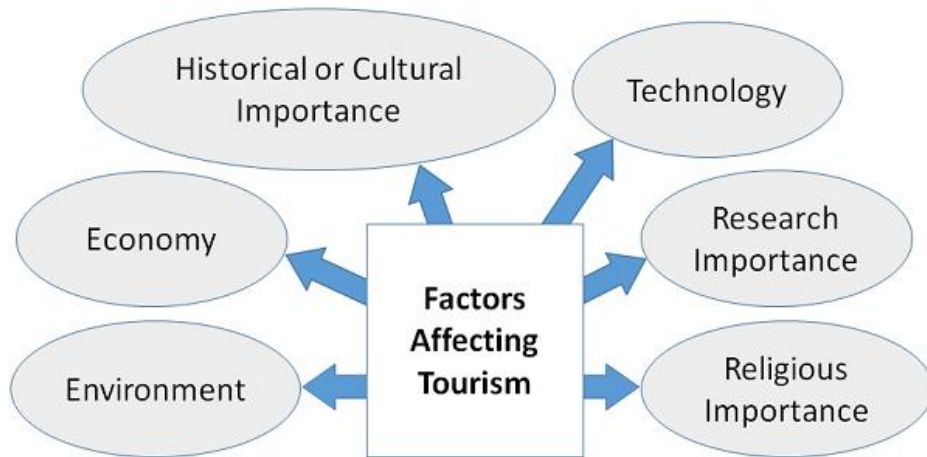 Historical or Cultural
Importance
Technology
Economy
Research
Importance
Factors
Affecting
Tourism
Environment
Religious
Importance